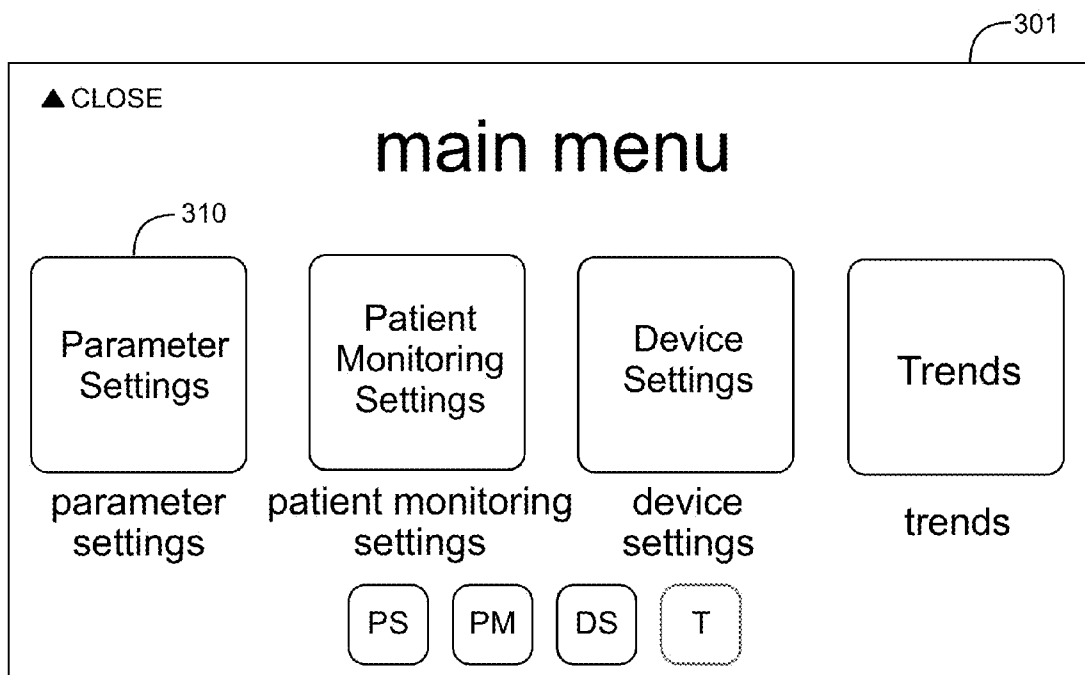 301
▲ CLOSE
main menu
310
Parameter
Settings
Patient
Monitoring
Settings
Device
Settings
Trends
parameter
settings
patient monitoring
settings
device
settings
trends
PS
PM
DS
T